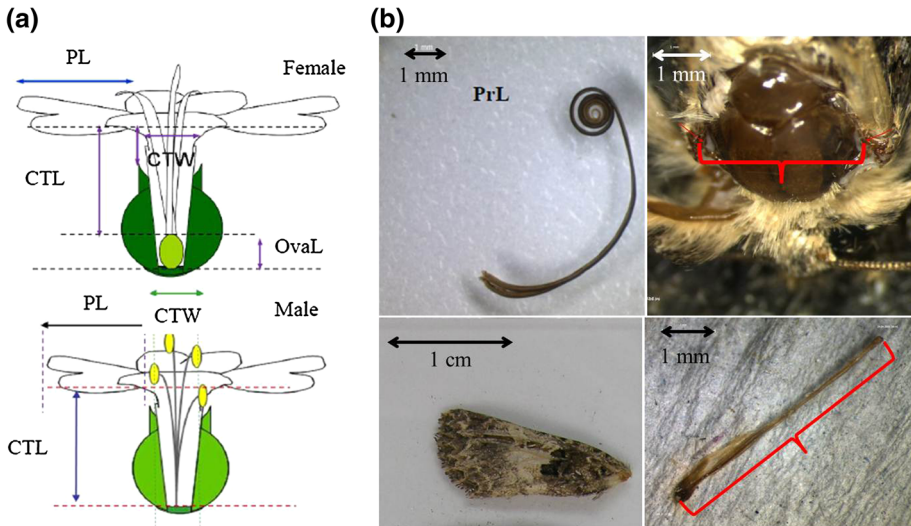 (a)
PL
Female
CTW
CTL
OvaL
CTW
Male
PL
CTL
(b)
1 mm
PrL
1 mm
1 cm
1 mm